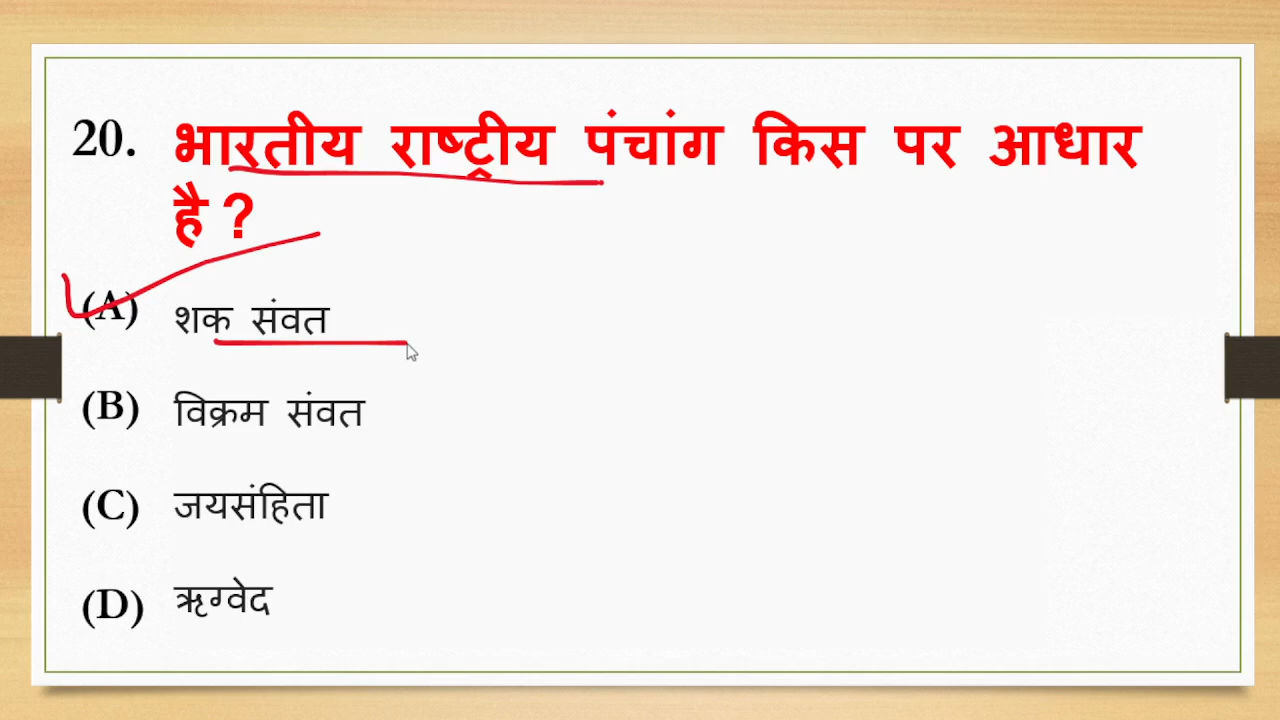 20. भारतीय राष्ट्रीय पंचांग किस पर आधार
है ?
(A) शक संवत
(B) विक्रम संवत
(C) जयसंहिता
(D) ऋग्वेद